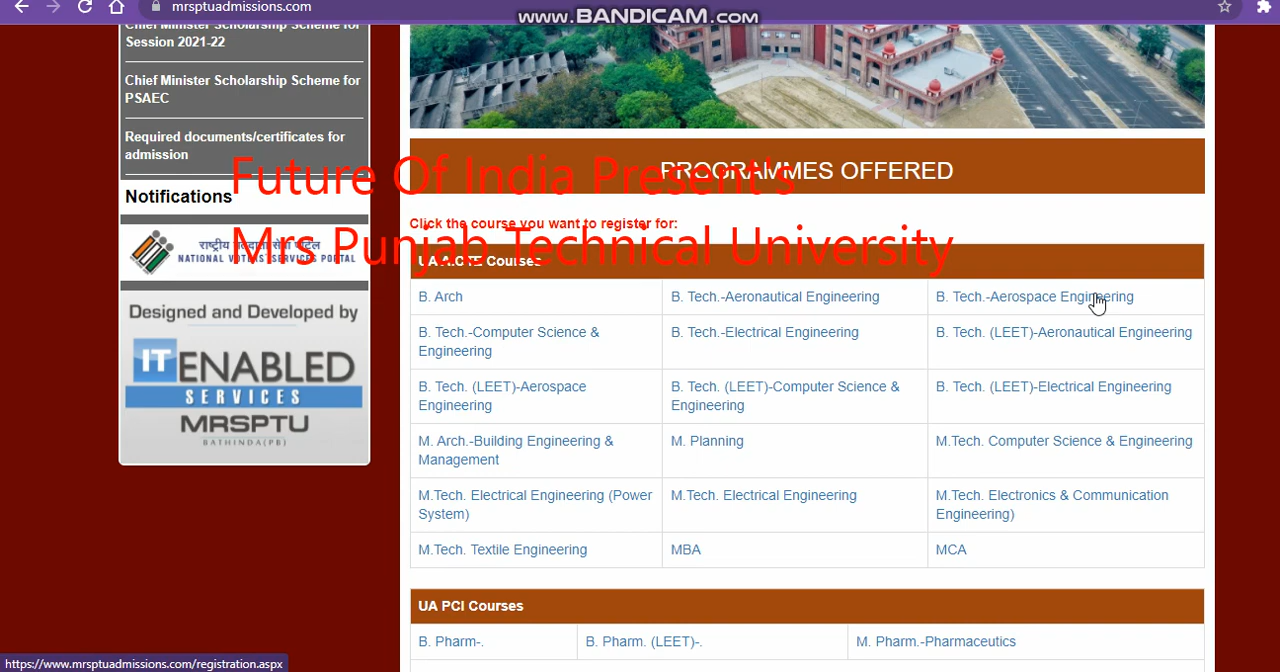 mrsptuadmissions.com
www.BANDICAM.com
Chief Minister Scholarship Scheme for
Session 2021-22
Chief Minister Scholarship Scheme for
PSAEC
Required documents/certificates for
admission
Notifications
राष्ट्रीय मतदाता सेवा पोर्टल
NATIONAL VOTERS' SERVICES PORTAL
Designed and Developed by
IT ENABLED
SERVICES
MRSPTU
BATHINDA(PB)
Future Of India Present's
Mrs Punjab Technical University
PROGRAMMES OFFERED
Click the course you want to register for:
UA AICTE Courses
B. Arch
B. Tech.-Aeronautical Engineering
B. Tech.-Aerospace Engineering
B. Tech.-Computer Science &
Engineering
B. Tech.-Electrical Engineering
B. Tech. (LEET)-Aeronautical Engineering
B. Tech. (LEET)-Aerospace
Engineering
B. Tech. (LEET)-Computer Science &
Engineering
B. Tech. (LEET)-Electrical Engineering
M. Arch.-Building Engineering &
Management
M. Planning
M.Tech. Computer Science & Engineering
M.Tech. Electrical Engineering (Power
System)
M.Tech. Electrical Engineering
M.Tech. Electronics & Communication
Engineering)
M.Tech. Textile Engineering
MBA
MCA
UA PCI Courses
B. Pharm-.
B. Pharm. (LEET)-.
M. Pharm.-Pharmaceutics
https://www.mrsptuadmissions.com/registration.aspx